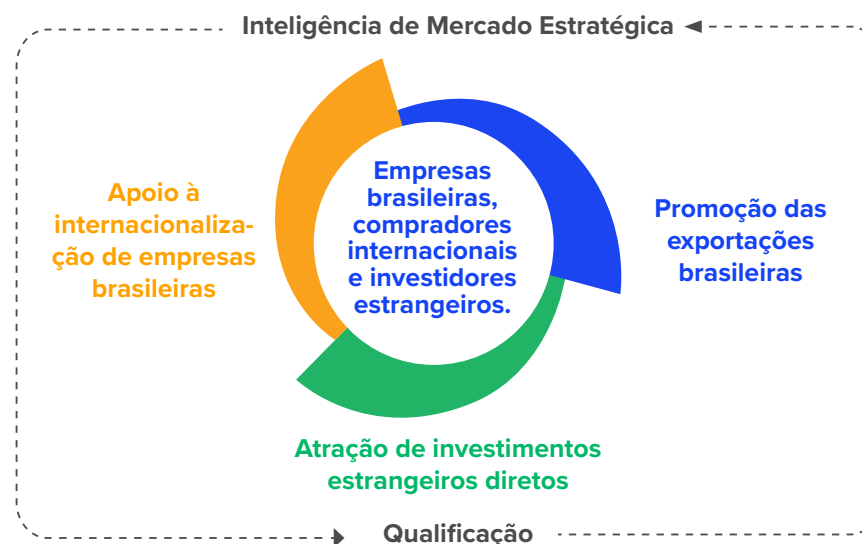 Inteligência de Mercado Estratégica
Empresas
brasileiras,
compradores
internacionais
e investidores
estrangeiros.
Apoio à
internacionaliza-
ção de empresas
brasileiras
Promoção das
exportações
brasileiras
Atração de investimentos
estrangeiros diretos
Qualificação